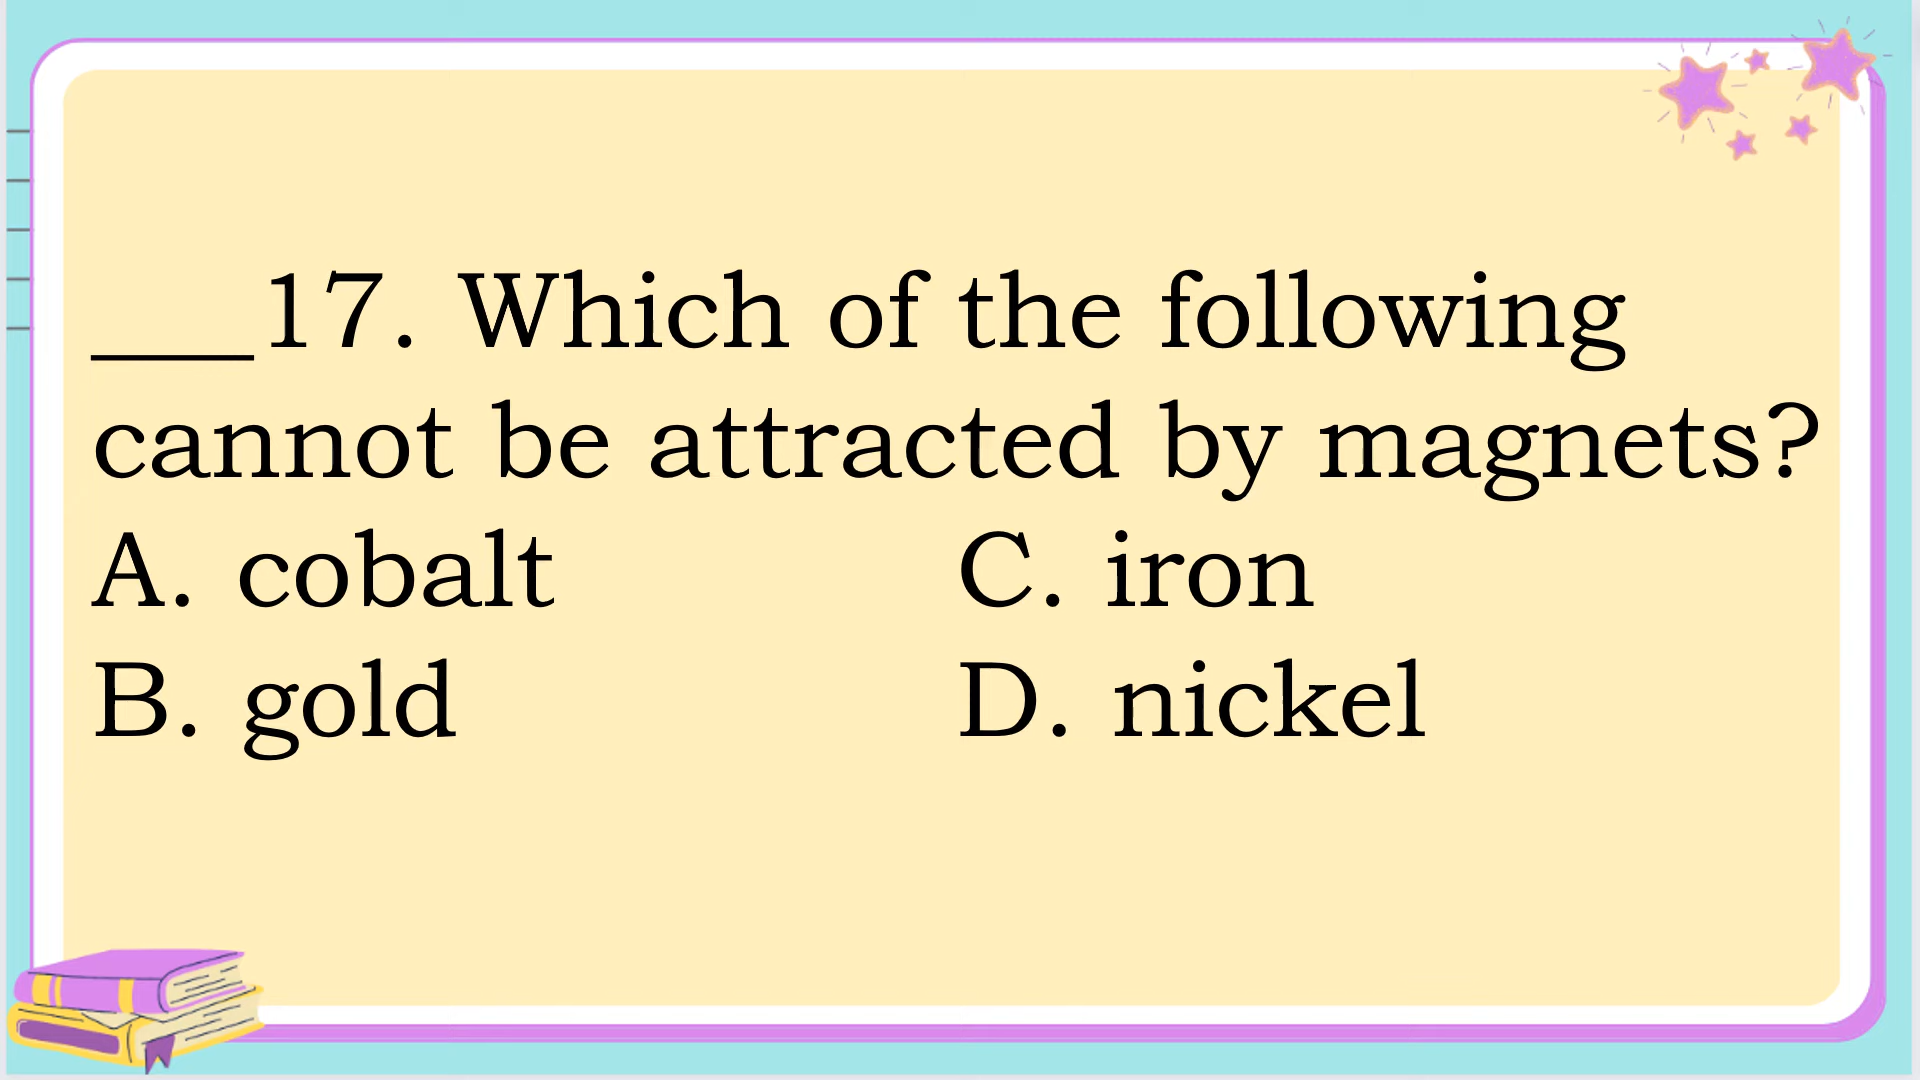 ___17. Which of the following
cannot be attracted by magnets?
A. cobalt C. iron
B. gold D. nickel